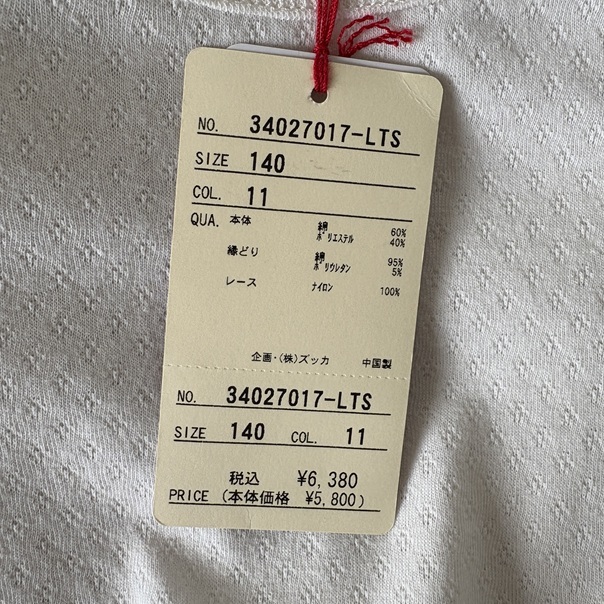 NO. 34027017-LTS
SIZE 140
COL. 11
QUA. 本体 綿 60%
ポリエステル 40%
縁どり 綿 95%
ポリウレタン 5%
レース ナイロン 100%
企画・(株)ズッカ 中国製
NO. 34027017-LTS
SIZE 140 COL. 11
税込 ¥6,380
PRICE (本体価格 ¥5,800)